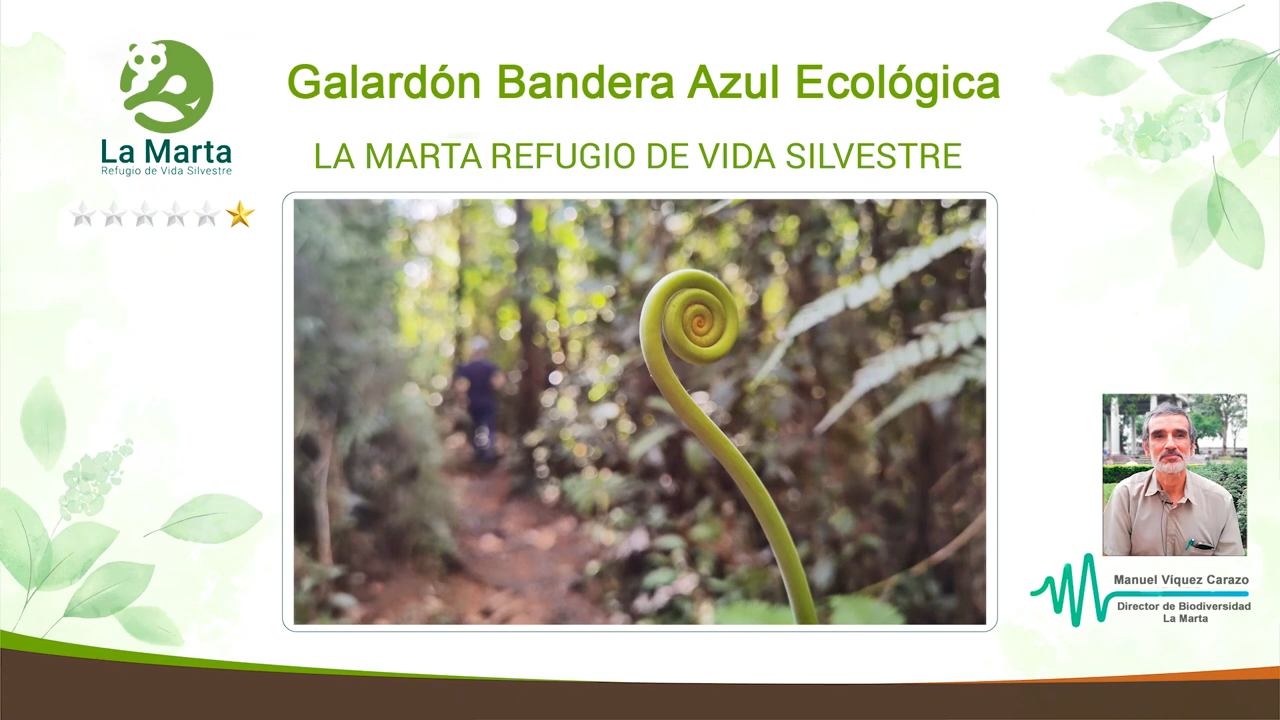 Galardón Bandera Azul Ecológica
LA MARTA REFUGIO DE VIDA SILVESTRE
La Marta
Refugio de Vida Silvestre
Manuel Víquez Carazo
Director de Biodiversidad
La Marta